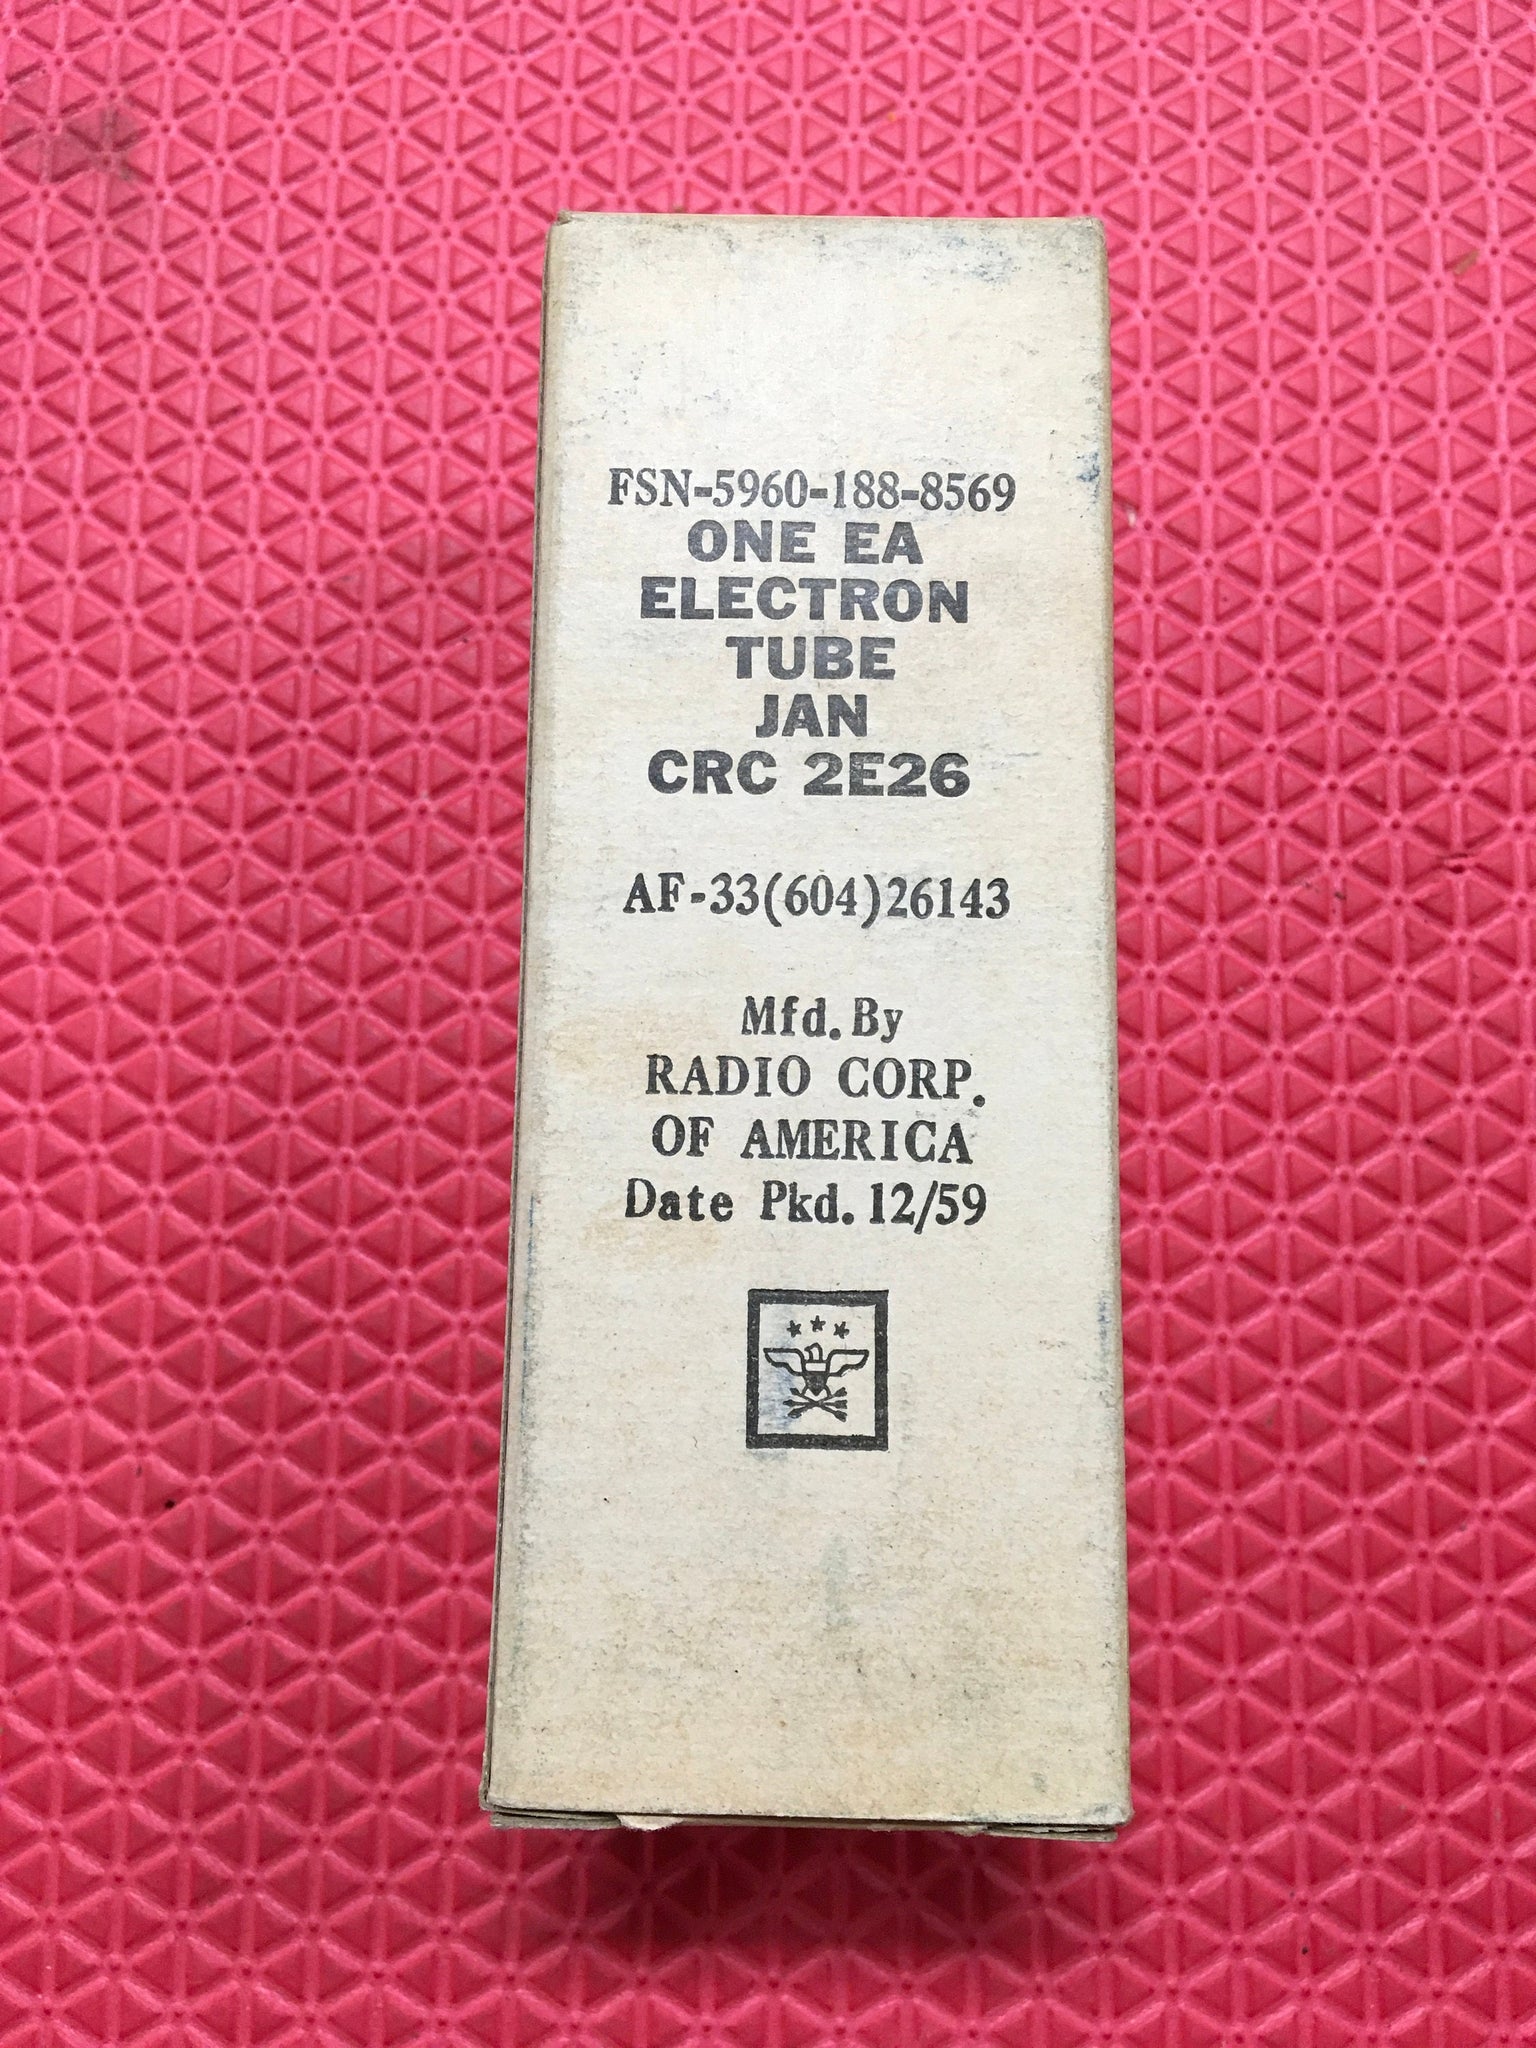 FSN-5960-188-8569
ONE EA
ELECTRON
TUBE
JAN
CRC 2E26
AF-33(604)26143
Mfd. By
RADIO CORP.
OF AMERICA
Date Pkd. 12/59